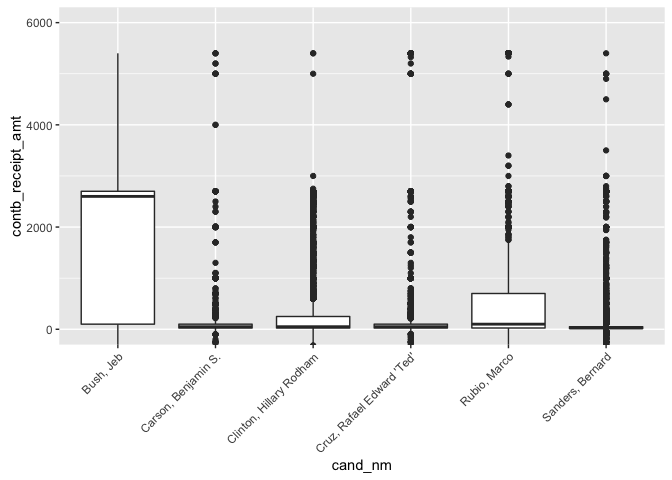 6000
4000
2000
0
contb_receipt_amt
Bush, Jeb
Carson, Benjamin S.
Clinton, Hillary Rodham
Cruz, Rafael Edward 'Ted'
Rubio, Marco
Sanders, Bernard
cand_nm